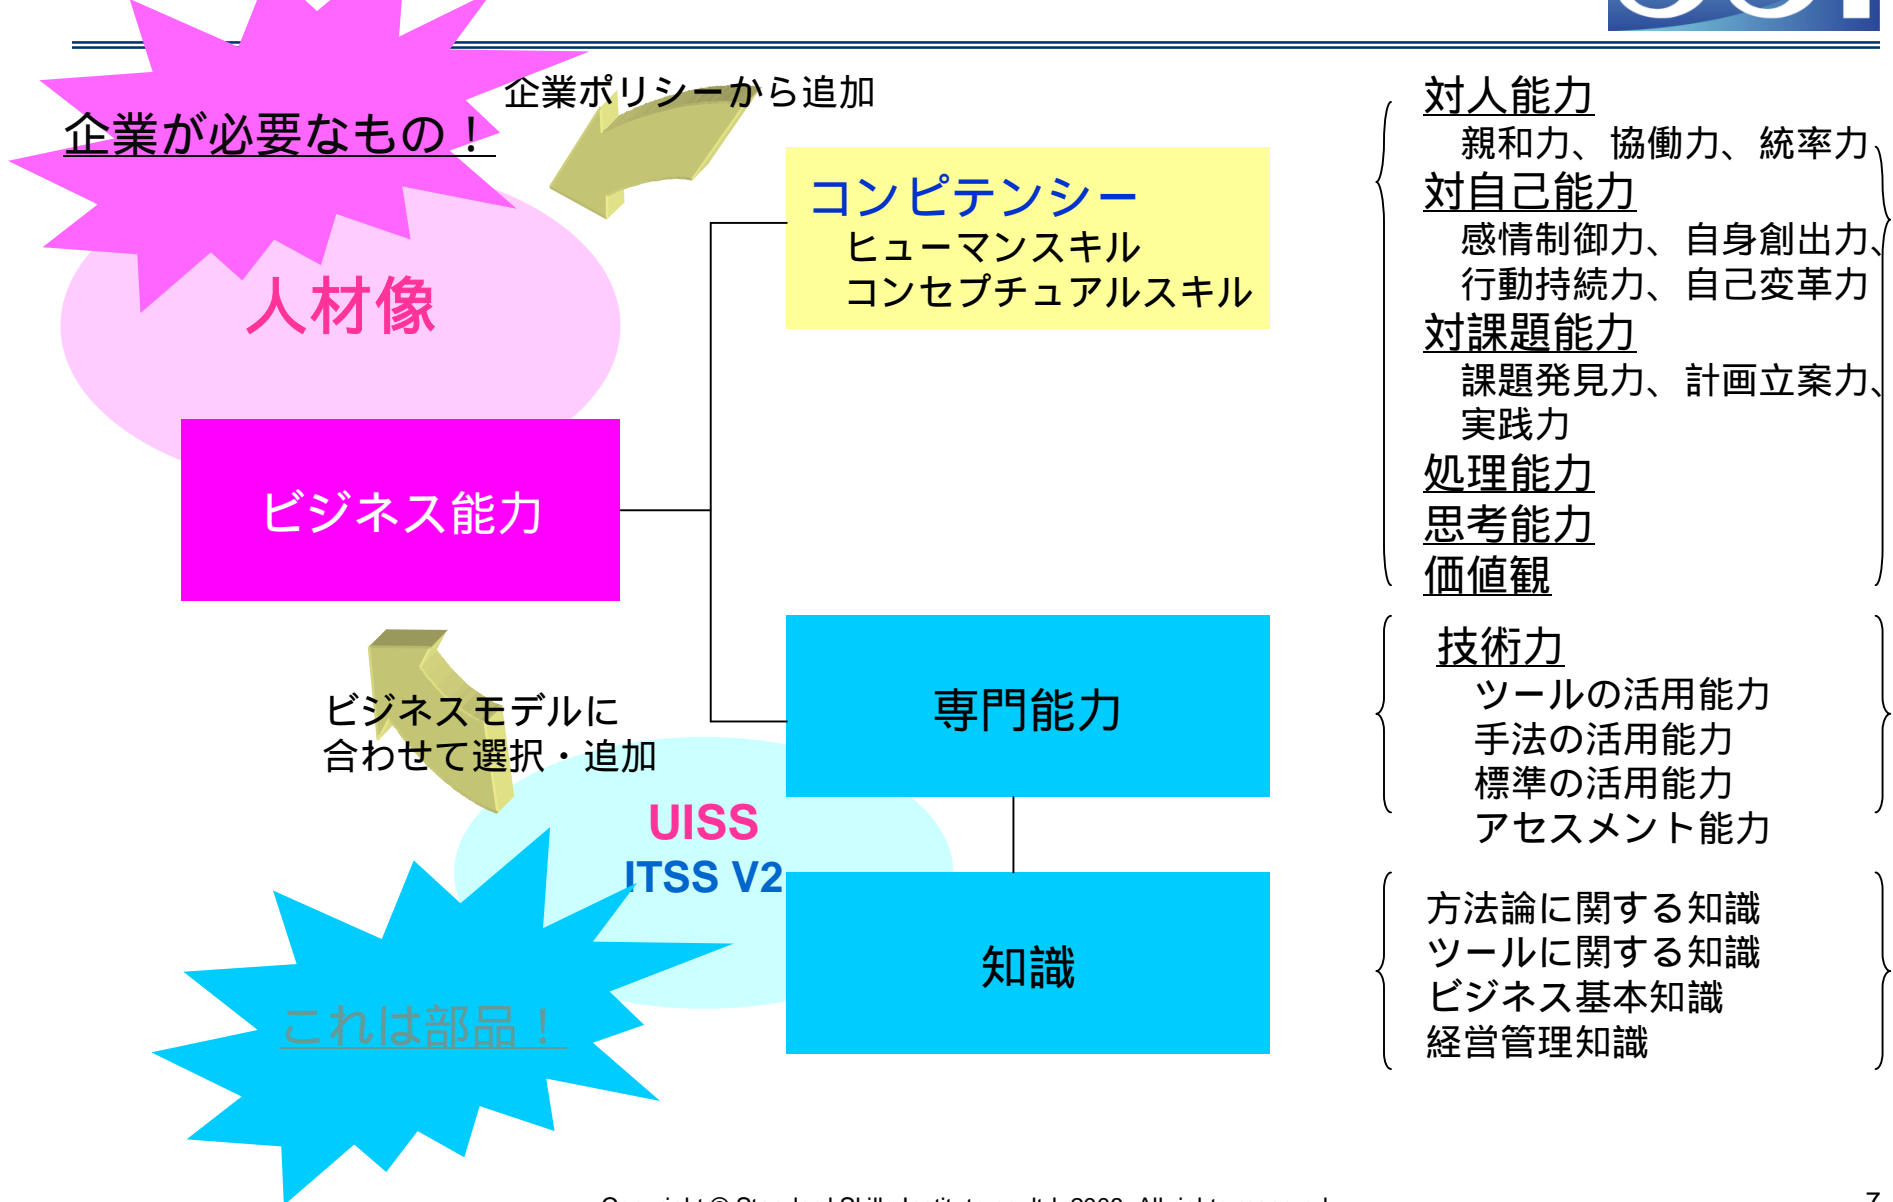 企業ポリシーから追加
企業が必要なもの！
人材像
ビジネス能力
コンピテンシー
ヒューマンスキル
コンセプチュアルスキル
対人能力
親和力、協働力、統率力
対自己能力
感情制御力、自身創出力、
行動持続力、自己変革力
対課題能力
課題発見力、計画立案力、
実践力
処理能力
思考能力
価値観
ビジネスモデルに
合わせて選択・追加
専門能力
技術力
ツールの活用能力
手法の活用能力
標準の活用能力
アセスメント能力
UISS
ITSS V2
これは部品！
知識
方法論に関する知識
ツールに関する知識
ビジネス基本知識
経営管理知識